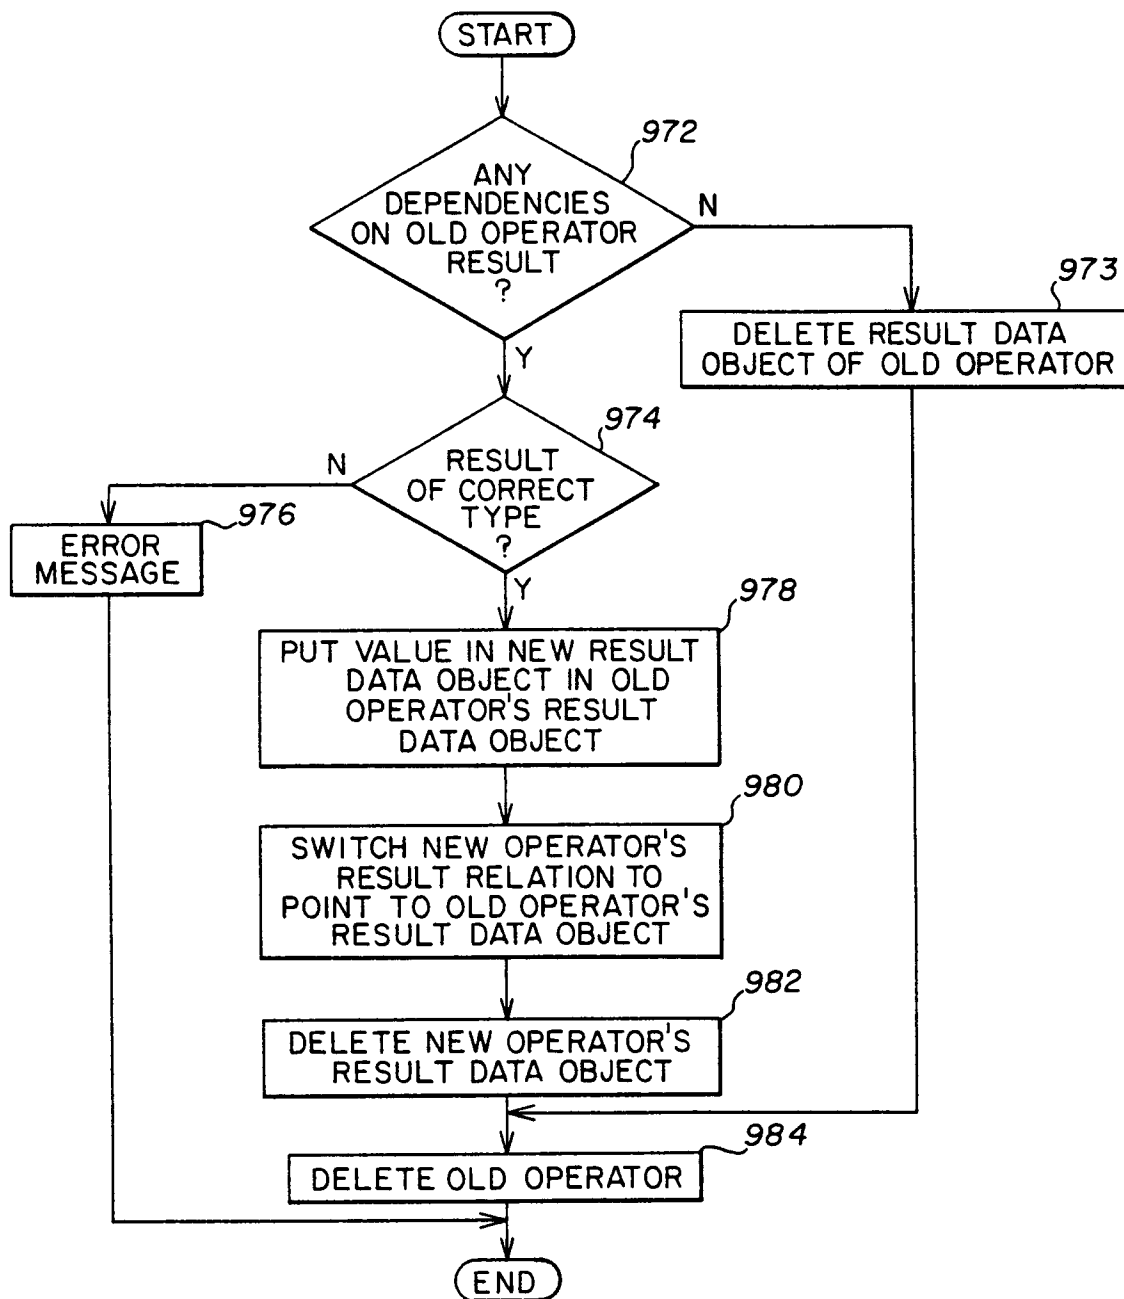 START
972
ANY
DEPENDENCIES
ON OLD OPERATOR
RESULT
?
N
973
DELETE RESULT DATA
OBJECT OF OLD OPERATOR
Y
974
RESULT
OF CORRECT
TYPE
?
N
976
ERROR
MESSAGE
Y
978
PUT VALUE IN NEW RESULT
DATA OBJECT IN OLD
OPERATOR'S RESULT
DATA OBJECT
980
SWITCH NEW OPERATOR'S
RESULT RELATION TO
POINT TO OLD OPERATOR'S
RESULT DATA OBJECT
982
DELETE NEW OPERATOR'S
RESULT DATA OBJECT
984
DELETE OLD OPERATOR
END